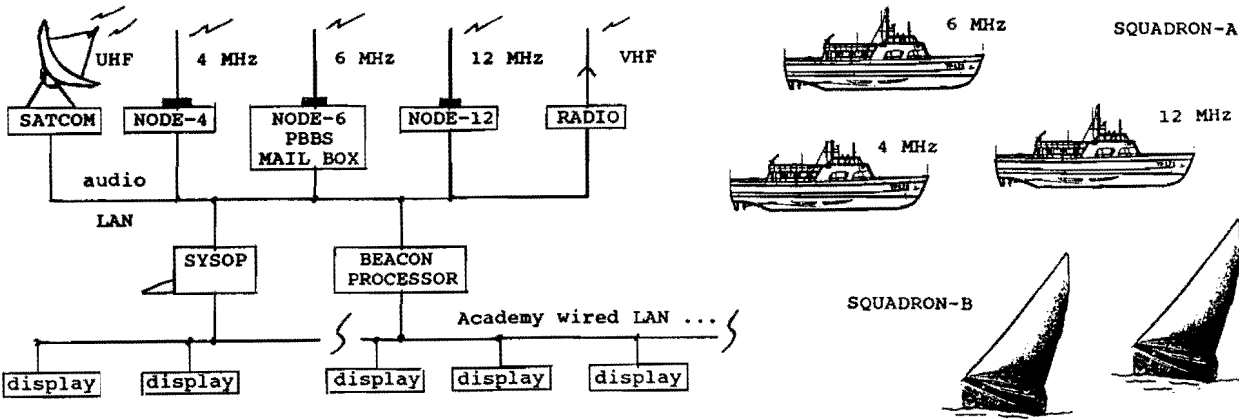 UHF
4 MHz
6 MHz
12 MHz
VHF
SATCOM
NODE-4
NODE-6
PBBS
MAIL BOX
NODE-12
RADIO
audio
LAN
SYSOP
BEACON
PROCESSOR
Academy wired LAN ...
display
display
display
display
display
6 MHz
SQUADRON-A
12 MHz
4 MHz
SQUADRON-B